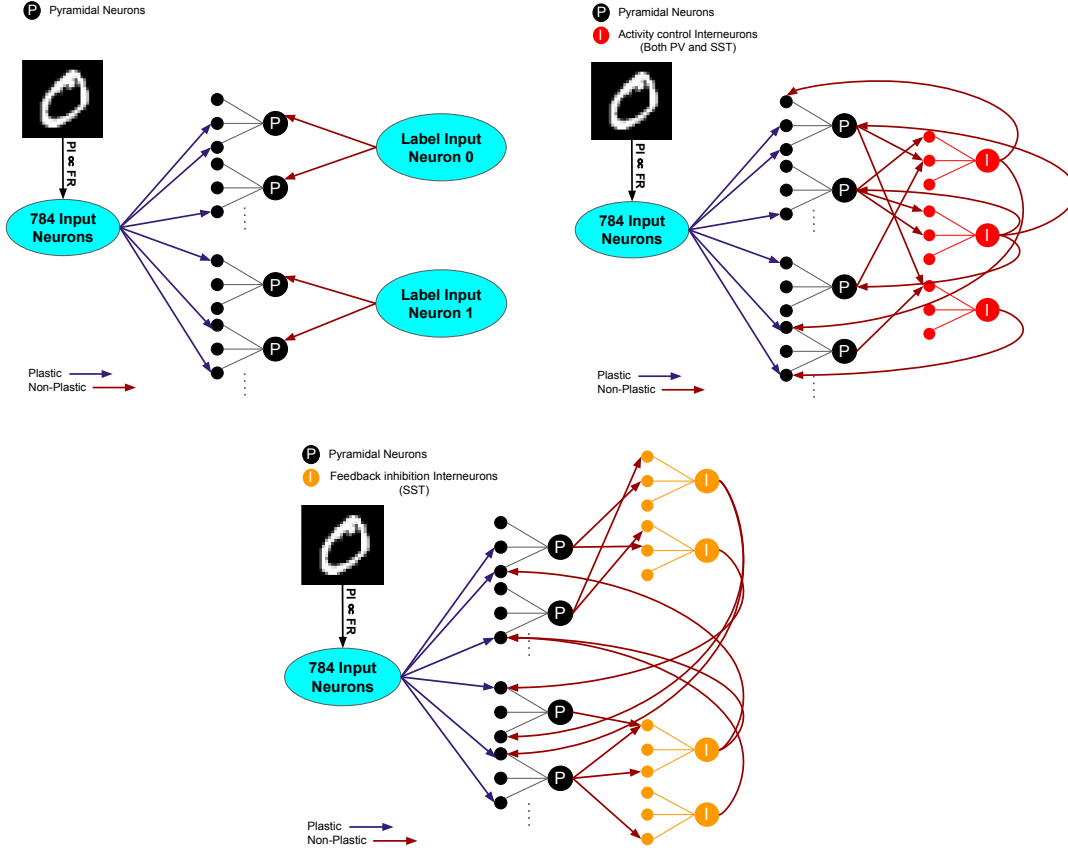 P Pyramidal Neurons
PI ∝ FR
784 Input
Neurons
P
P
P
P
Label Input
Neuron 0
Label Input
Neuron 1
Plastic
Non-Plastic
P Pyramidal Neurons
I Activity control Interneurons
(Both PV and SST)
PI ∝ FR
784 Input
Neurons
P
P
P
P
I
I
I
Plastic
Non-Plastic
P Pyramidal Neurons
I Feedback inhibition Interneurons
(SST)
PI ∝ FR
784 Input
Neurons
P
P
P
P
I
I
I
I
Plastic
Non-Plastic